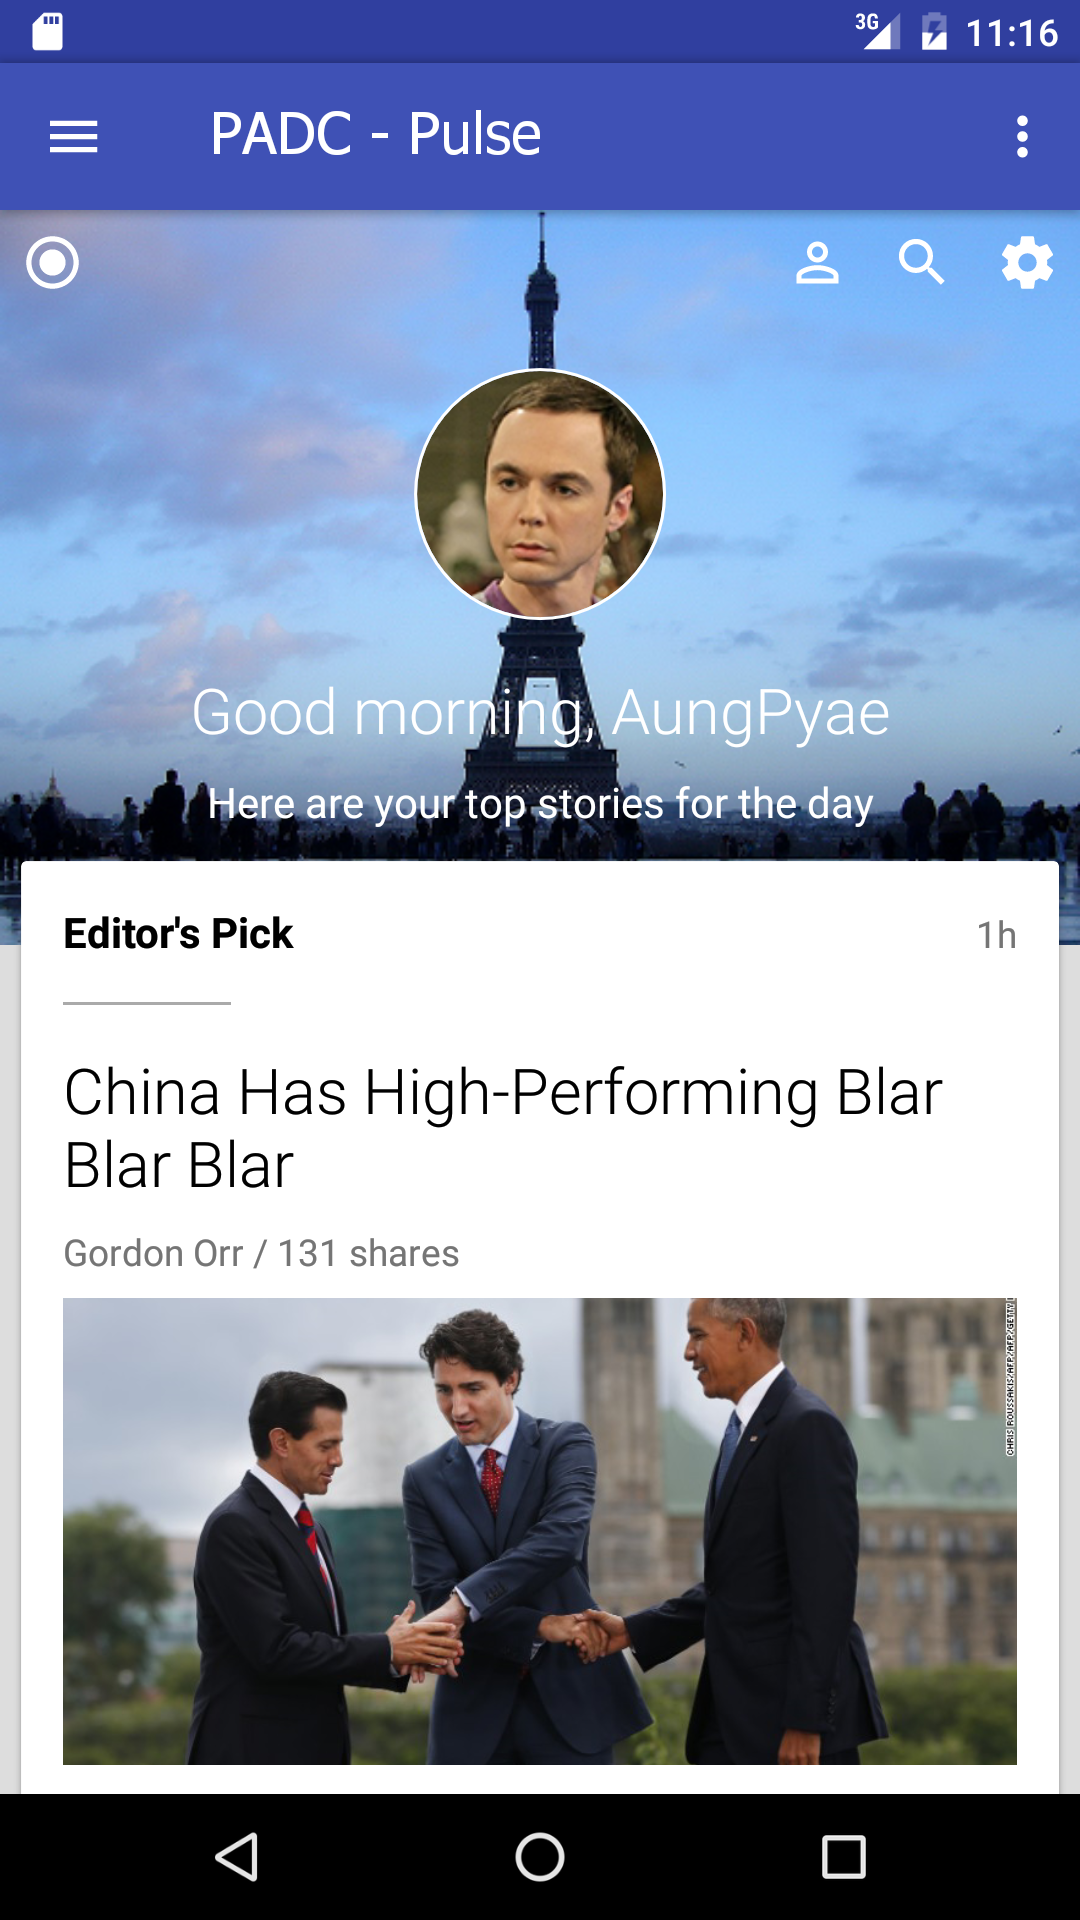 3G 11:16
PADC - Pulse
Good morning, AungPyae
Here are your top stories for the day
Editor's Pick 1h
China Has High-Performing Blar
Blar Blar
Gordon Orr / 131 shares
CHRIS ROUSSAKIS/AFP/AFP/GETTY